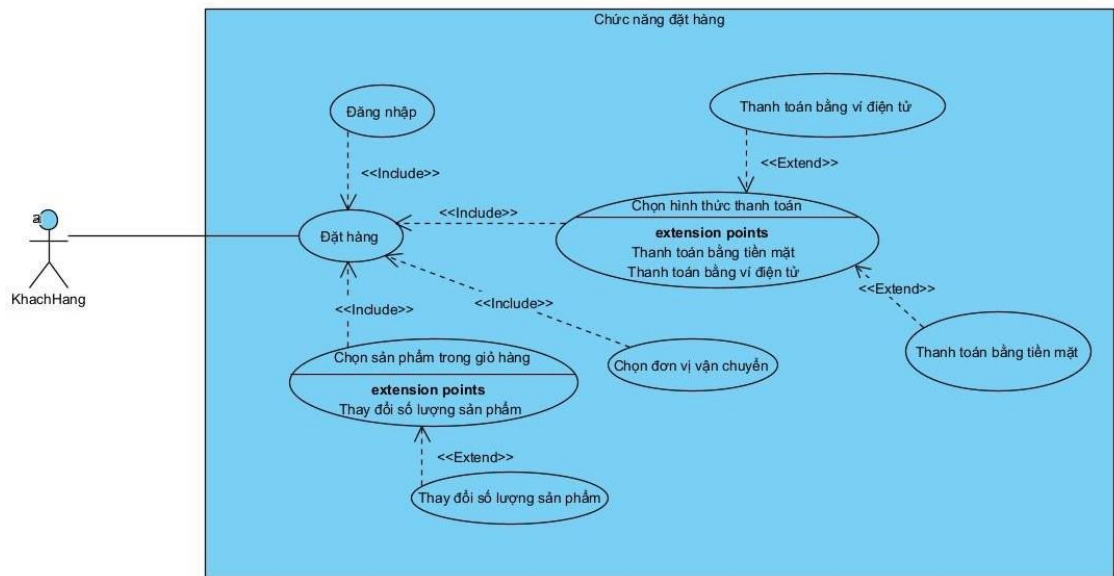 Chức năng đặt hàng
Đăng nhập
Thanh toán bằng ví điện tử
<<Include>>
<<Extend>>
a
KhachHang
Đặt hàng
<<Include>>
Chọn hình thức thanh toán
extension points
Thanh toán bằng tiền mặt
Thanh toán bằng ví điện tử
<<Include>>
<<Include>>
<<Extend>>
Chọn sản phẩm trong giỏ hàng
extension points
Thay đổi số lượng sản phẩm
Chọn đơn vị vận chuyển
Thanh toán bằng tiền mặt
<<Extend>>
Thay đổi số lượng sản phẩm